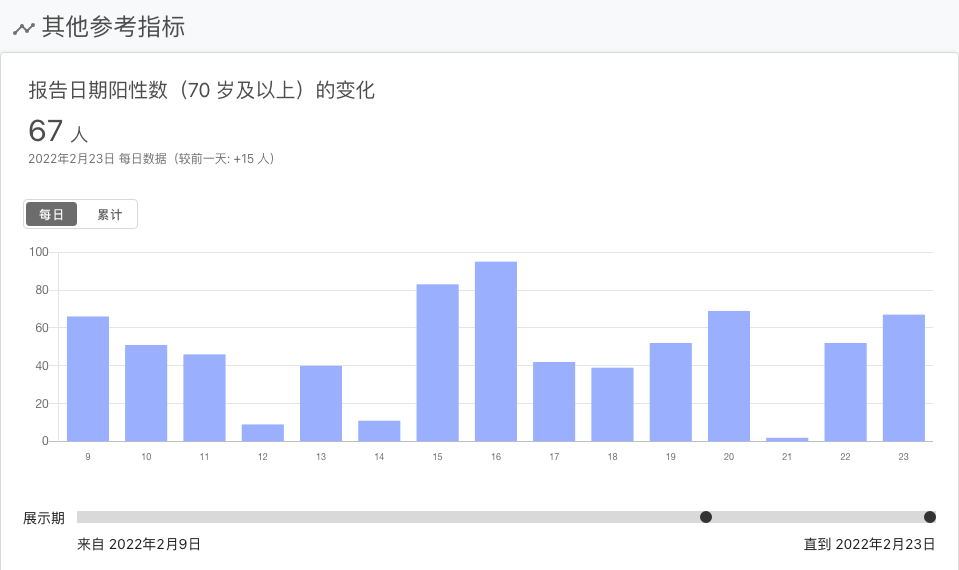 其他参考指标
报告日期阳性数（70 岁及以上）的变化
67 人
2022年2月23日 每日数据（较前一天: +15 人）
每日 累计
100
80
60
40
20
0
9 10 11 12 13 14 15 16 17 18 19 20 21 22 23
展示期
来自 2022年2月9日 直到 2022年2月23日